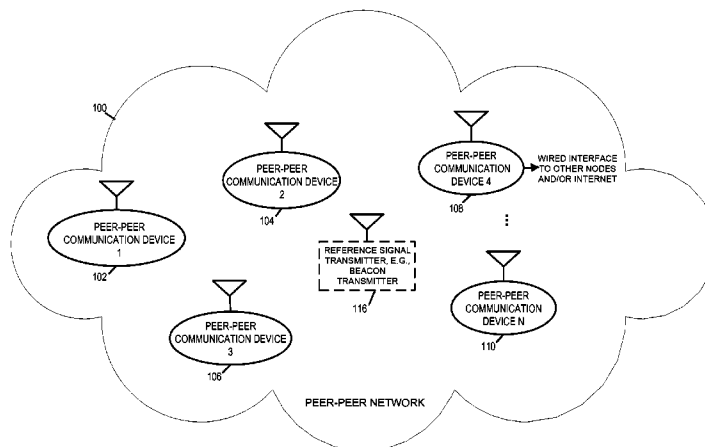 100
PEER-PEER
COMMUNICATION DEVICE
1
102
PEER-PEER
COMMUNICATION DEVICE
2
104
PEER-PEER
COMMUNICATION
DEVICE 4
108
WIRED INTERFACE
TO OTHER NODES
AND/OR INTERNET
...
REFERENCE SIGNAL
TRANSMITTER, E.G.,
BEACON
TRANSMITTER
116
PEER-PEER
COMMUNICATION DEVICE
3
106
PEER-PEER
COMMUNICATION
DEVICE N
110
PEER-PEER NETWORK